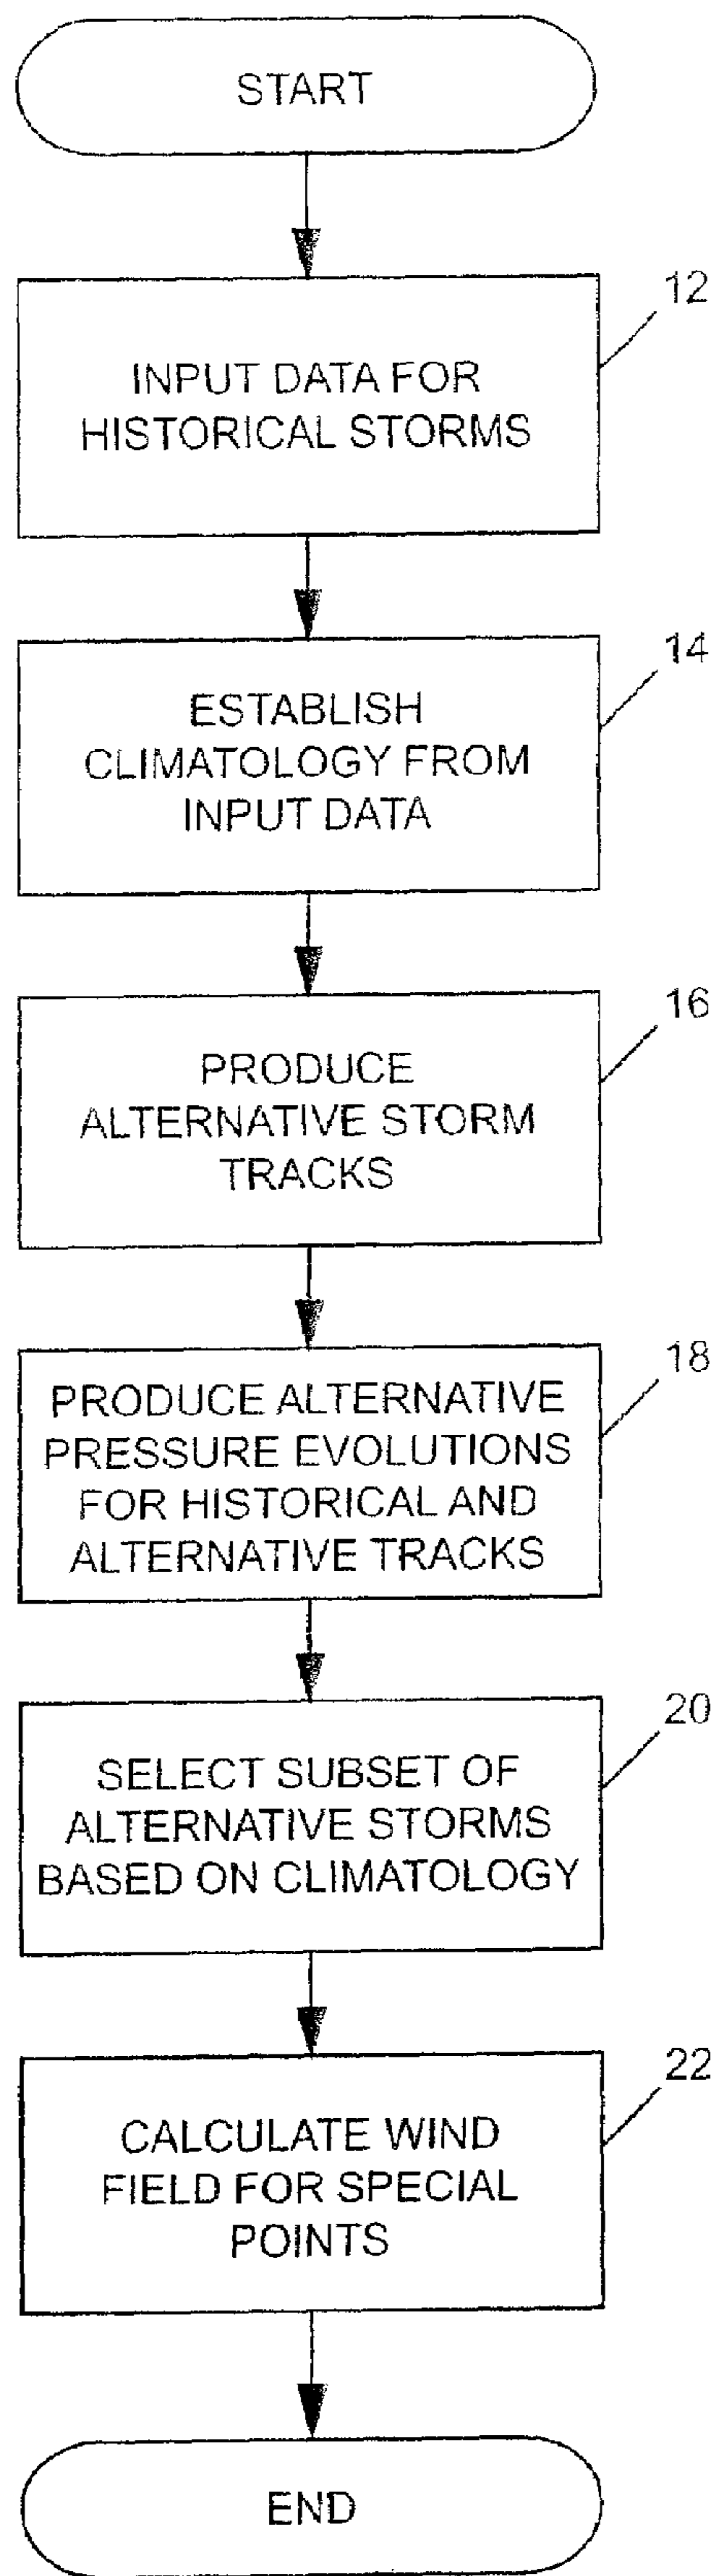 START
12
INPUT DATA FOR
HISTORICAL STORMS
14
ESTABLISH
CLIMATOLOGY FROM
INPUT DATA
16
PRODUCE
ALTERNATIVE STORM
TRACKS
18
PRODUCE ALTERNATIVE
PRESSURE EVOLUTIONS
FOR HISTORICAL AND
ALTERNATIVE TRACKS
20
SELECT SUBSET OF
ALTERNATIVE STORMS
BASED ON CLIMATOLOGY
22
CALCULATE WIND
FIELD FOR SPECIAL
POINTS
END